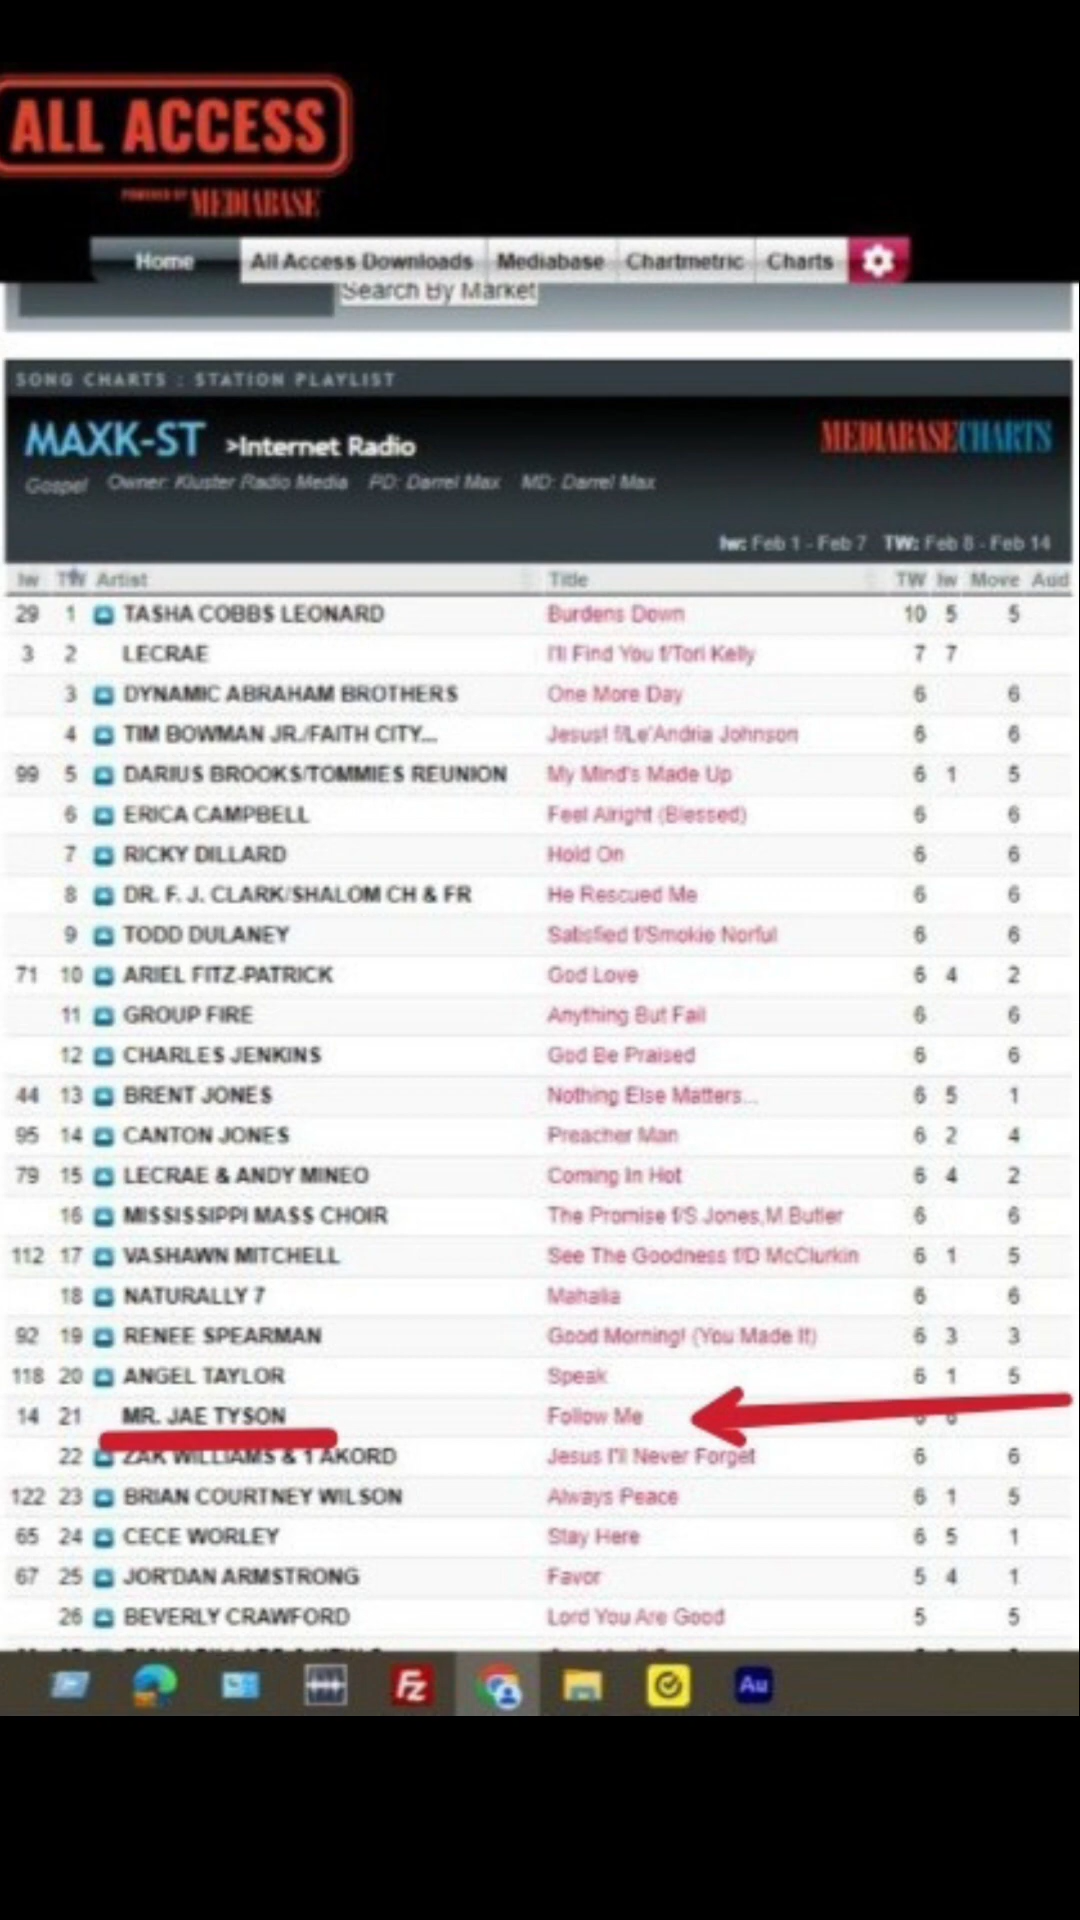 ALL ACCESS
POWERED BY MEDIABASE
Home All Access Downloads Mediabase Chartmetric Charts
Search By Market
SONG CHARTS : STATION PLAYLIST
MAXK-ST >Internet Radio MEDIABASECHARTS
Gospel Owner: Kluster Radio Media PD: Darrel Max MD: Darrel Max
lw: Feb 1 - Feb 7 TW: Feb 8 - Feb 14
lw TW Artist Title TW lw Move Aud
29 1 TASHA COBBS LEONARD Burdens Down 10 5 5
3 2 LECRAE I'll Find You f/Tori Kelly 7 7
3 DYNAMIC ABRAHAM BROTHERS One More Day 6 6
4 TIM BOWMAN JR./FAITH CITY... Jesus! f/Le'Andria Johnson 6 6
99 5 DARIUS BROOKS/TOMMIES REUNION My Mind's Made Up 6 1 5
6 ERICA CAMPBELL Feel Alright (Blessed) 6 6
7 RICKY DILLARD Hold On 6 6
8 DR. F. J. CLARK/SHALOM CH & FR He Rescued Me 6 6
9 TODD DULANEY Satisfied f/Smokie Norful 6 6
71 10 ARIEL FITZ-PATRICK God Love 6 4 2
11 GROUP FIRE Anything But Fail 6 6
12 CHARLES JENKINS God Be Praised 6 6
44 13 BRENT JONES Nothing Else Matters... 6 5 1
95 14 CANTON JONES Preacher Man 6 2 4
79 15 LECRAE & ANDY MINEO Coming In Hot 6 4 2
16 MISSISSIPPI MASS CHOIR The Promise f/S.Jones,M.Butler 6 6
112 17 VASHAWN MITCHELL See The Goodness f/D McClurkin 6 1 5
18 NATURALLY 7 Mahalia 6 6
92 19 RENEE SPEARMAN Good Morning! (You Made It) 6 3 3
118 20 ANGEL TAYLOR Speak 6 1 5
14 21 MR. JAE TYSON Follow Me 6 6
22 ZAK WILLIAMS & 1 AKORD Jesus I'll Never Forget 6 6
122 23 BRIAN COURTNEY WILSON Always Peace 6 1 5
65 24 CECE WORLEY Stay Here 6 5 1
67 25 JOR'DAN ARMSTRONG Favor 5 4 1
26 BEVERLY CRAWFORD Lord You Are Good 5 5
Fz Au